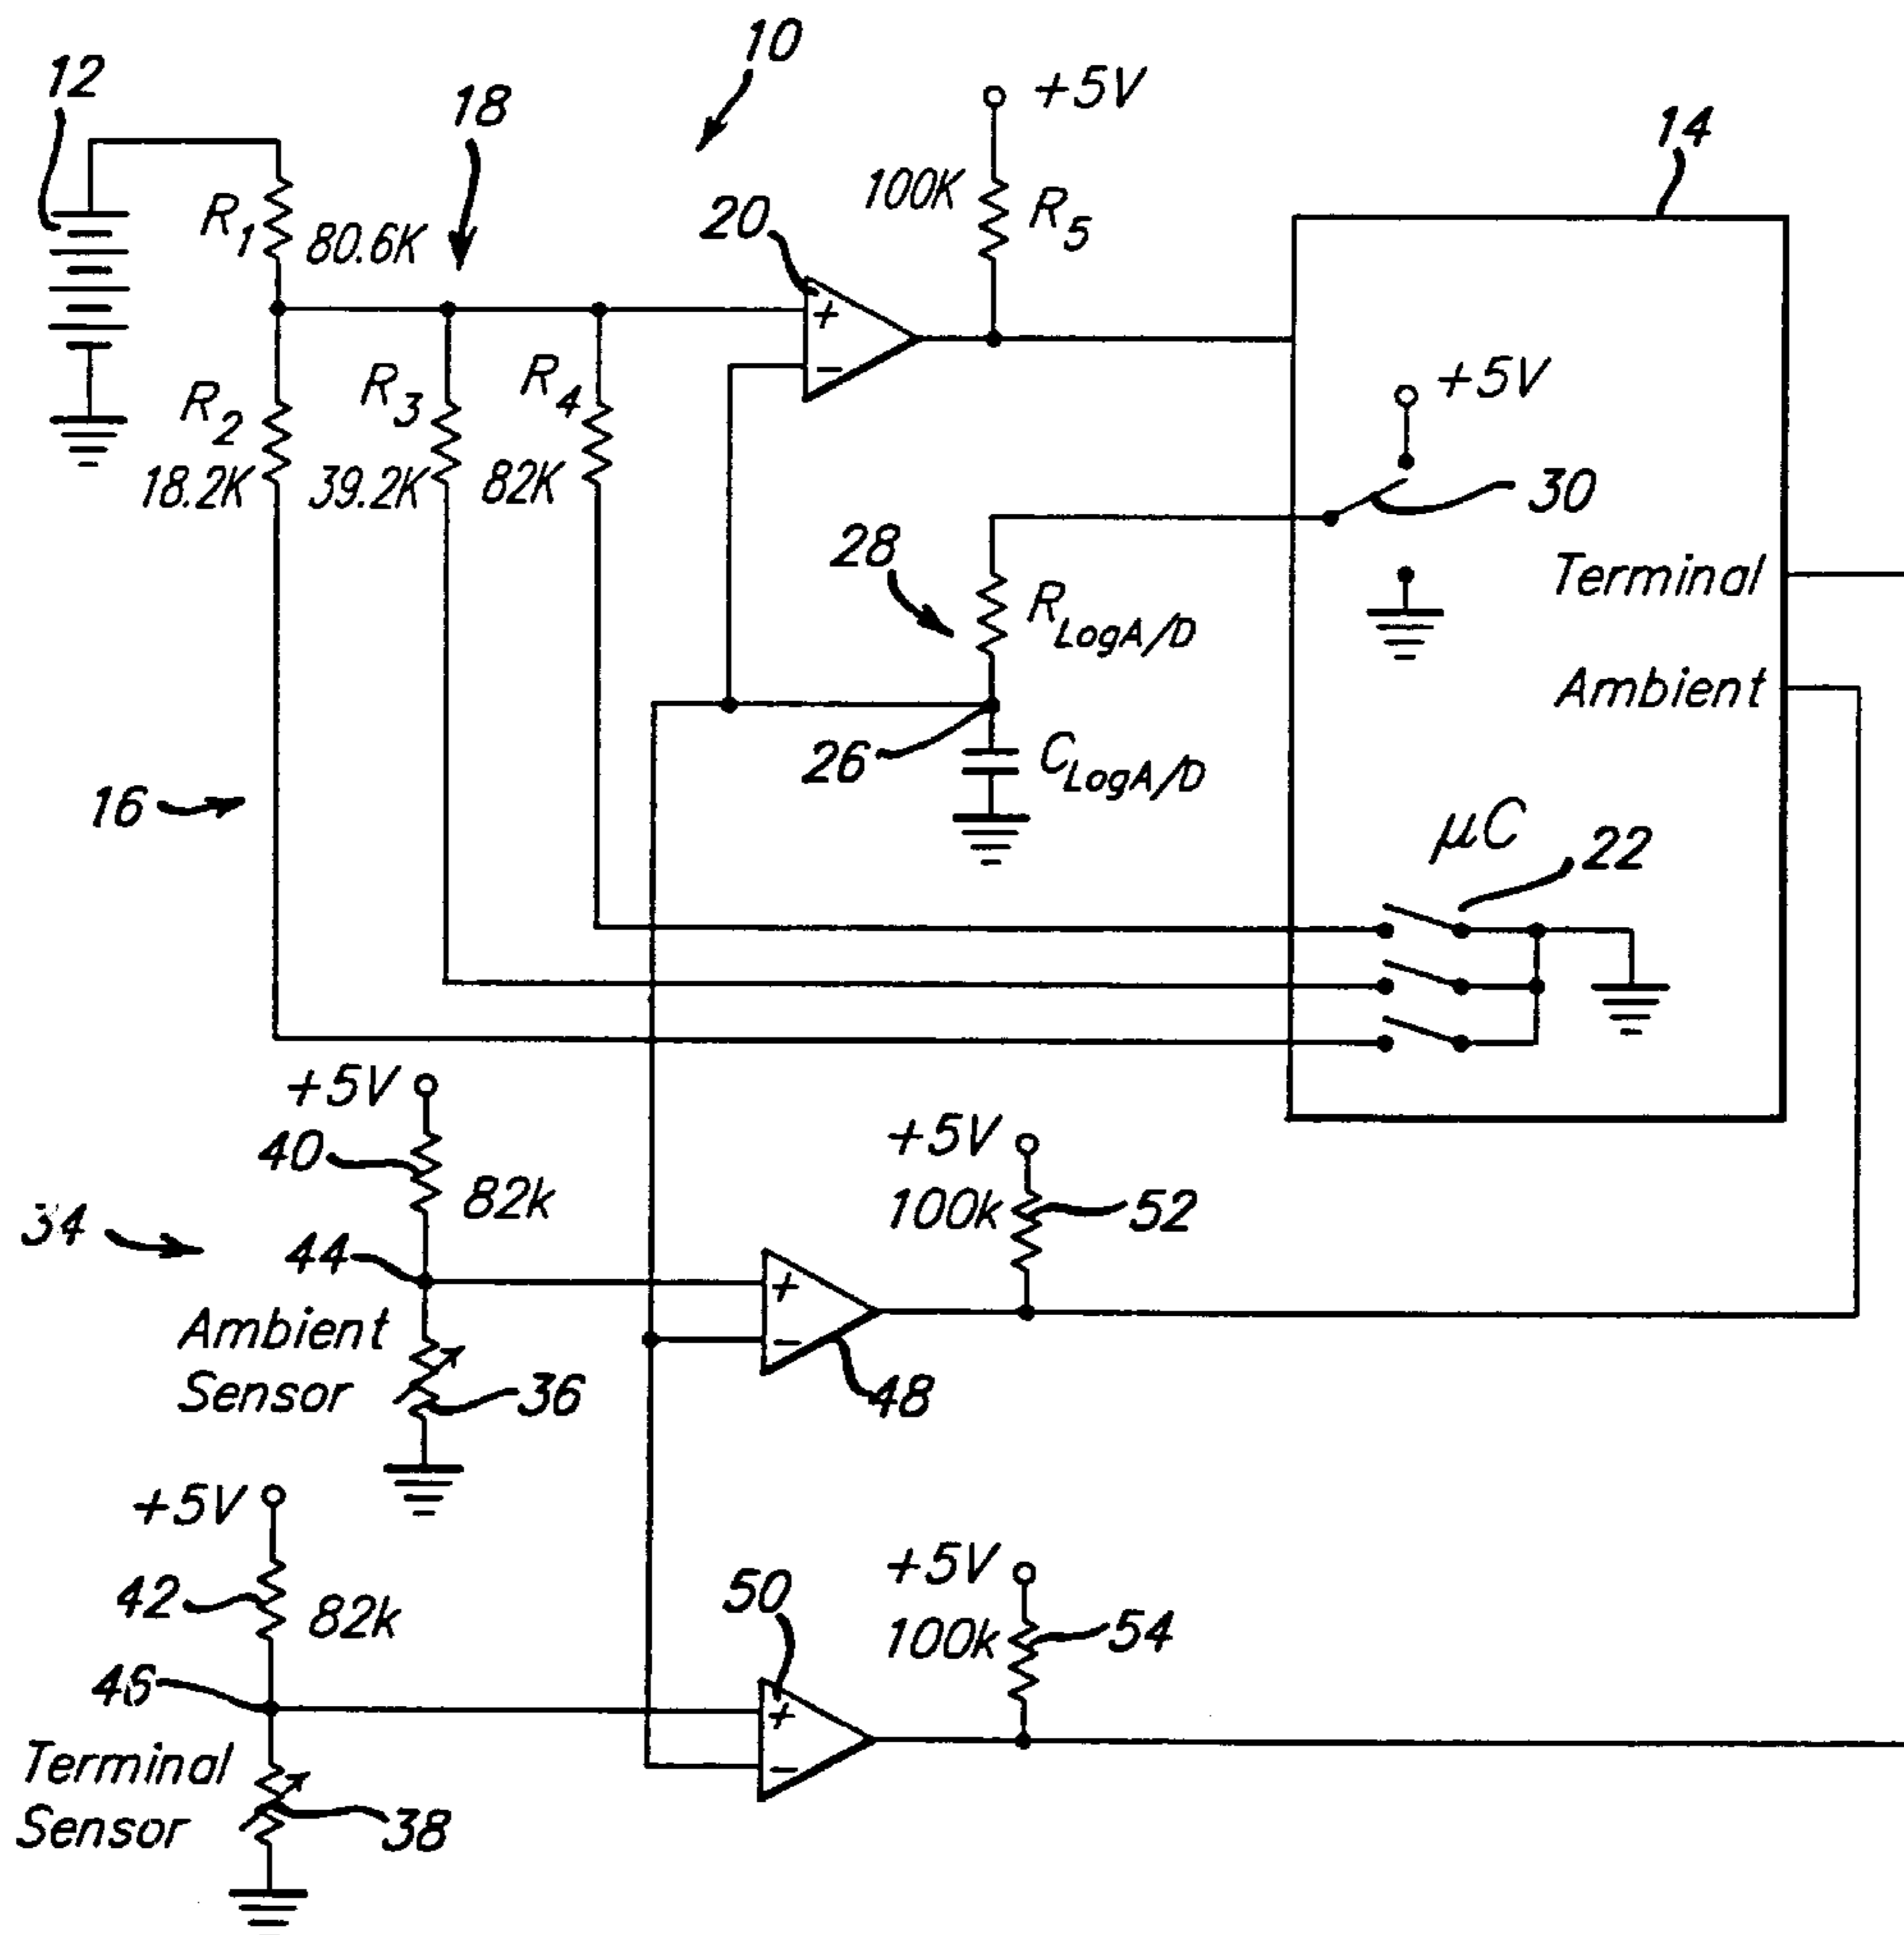 10
12
18
+5V
14
100K
R5
20
R1
80.6K
+
−
+5V
R2
R3
R4
18.2K
39.2K
82K
30
28
RLogA/D
Terminal
Ambient
26
CLogA/D
16
μC
22
+5V
40
82k
+5V
100k
52
34
44
+
−
Ambient
Sensor
36
48
+5V
42
82k
50
+5V
100k
54
46
+
−
Terminal
Sensor
38